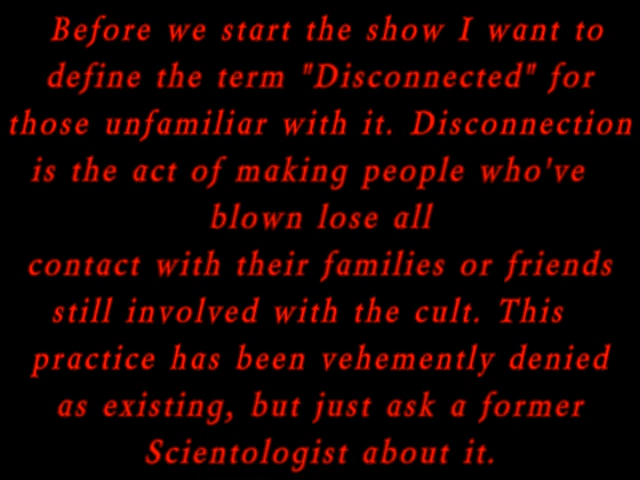 Before we start the show I want to
define the term "Disconnected" for
those unfamiliar with it. Disconnection
is the act of making people who've
blown lose all
contact with their families or friends
still involved with the cult. This
practice has been vehemently denied
as existing, but just ask a former
Scientologist about it.